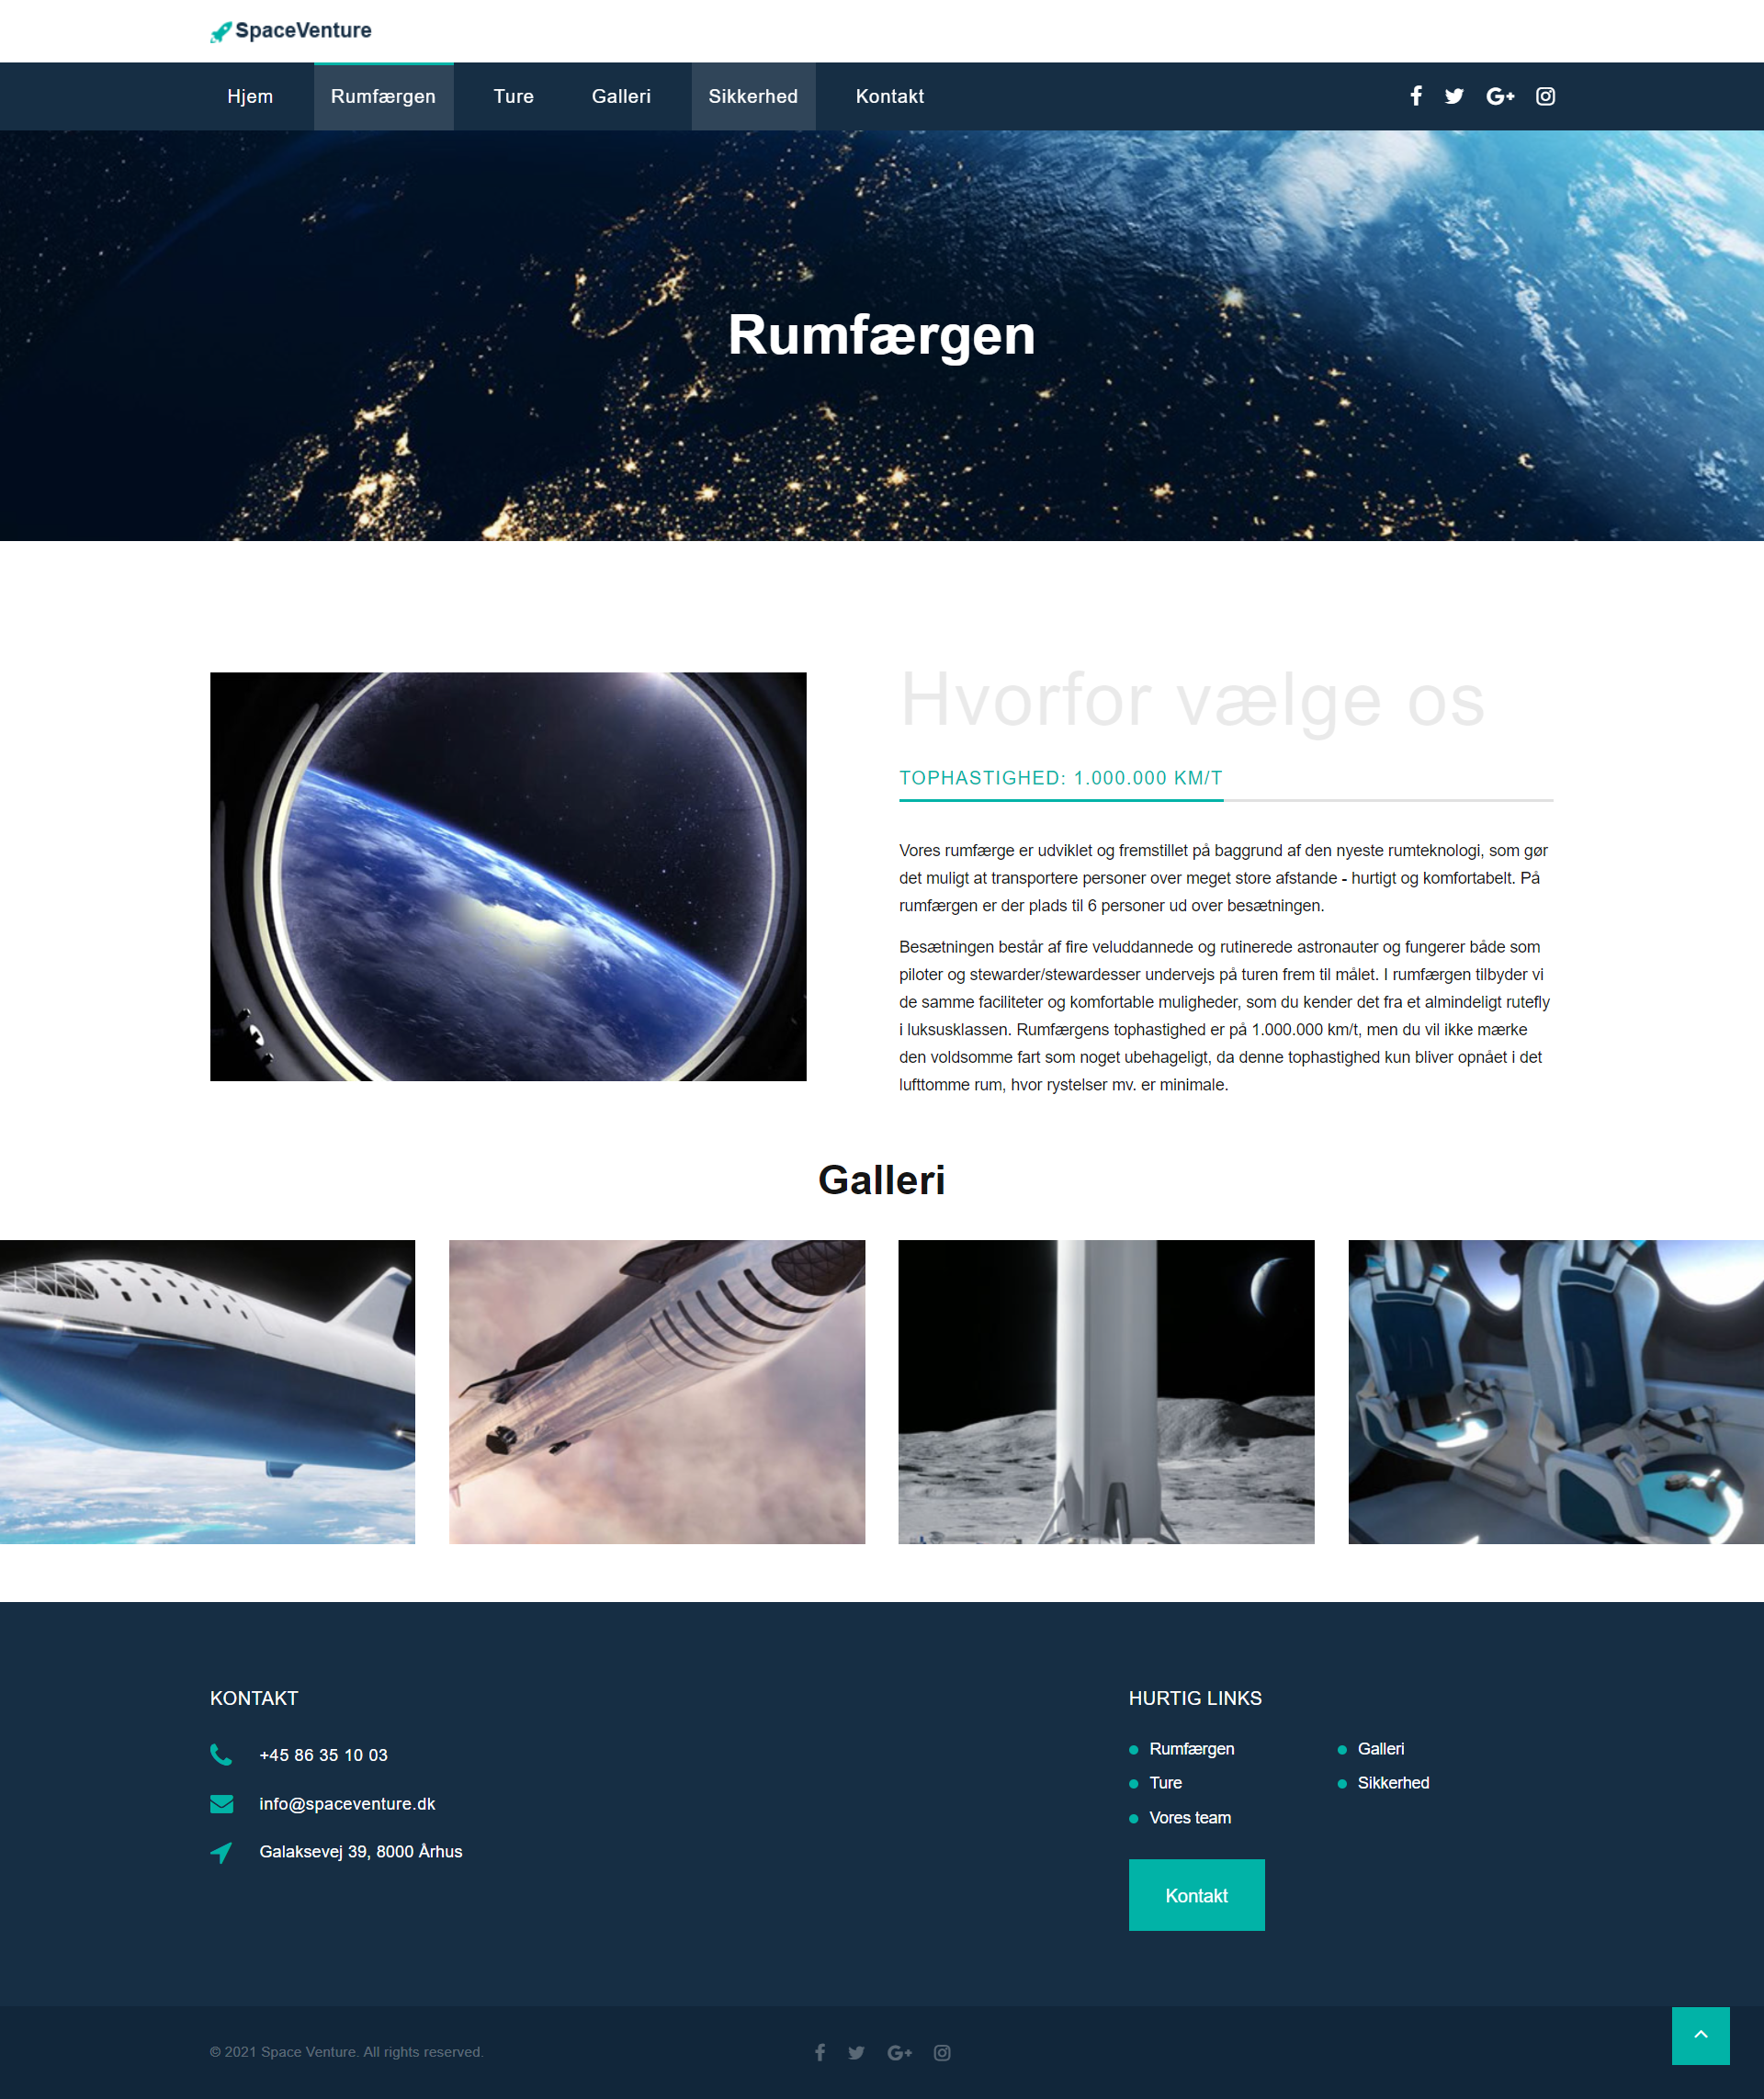 SpaceVenture
Hjem Rumfærgen Ture Galleri Sikkerhed Kontakt
Rumfærgen
Hvorfor vælge os
TOPHASTIGHED: 1.000.000 KM/T
Vores rumfærge er udviklet og fremstillet på baggrund af den nyeste rumteknologi, som gør
det muligt at transportere personer over meget store afstande - hurtigt og komfortabelt. På
rumfærgen er der plads til 6 personer ud over besætningen.
Besætningen består af fire veluddannede og rutinerede astronauter og fungerer både som
piloter og stewarder/stewardesser undervejs på turen frem til målet. I rumfærgen tilbyder vi
de samme faciliteter og komfortable muligheder, som du kender det fra et almindeligt rutefly
i luksusklassen. Rumfærgens tophastighed er på 1.000.000 km/t, men du vil ikke mærke
den voldsomme fart som noget ubehageligt, da denne tophastighed kun bliver opnået i det
lufttomme rum, hvor rystelser mv. er minimale.
Galleri
KONTAKT
+45 86 35 10 03
info@spaceventure.dk
Galaksevej 39, 8000 Århus
HURTIG LINKS
Rumfærgen
Ture
Vores team
Galleri
Sikkerhed
Kontakt
© 2021 Space Venture. All rights reserved.